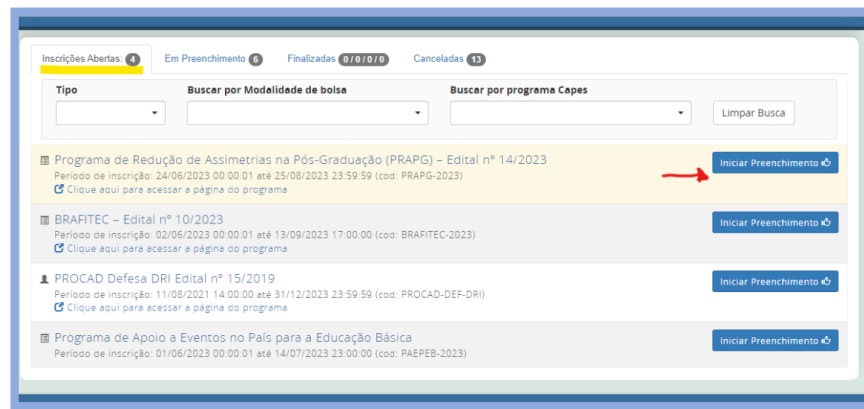 Inscrições Abertas: 4 Em Preenchimento 6 Finalizadas 0/0/0/0 Canceladas 13
Tipo Buscar por Modalidade de bolsa Buscar por programa Capes
Limpar Busca
Programa de Redução de Assimetrias na Pós-Graduação (PRAPG) – Edital nº 14/2023
Iniciar Preenchimento
Período de inscrição: 24/06/2023 00:00:01 até 25/08/2023 23:59:59 (cod: PRAPG-2023)
Clique aqui para acessar a página do programa
BRAFITEC – Edital nº 10/2023
Iniciar Preenchimento
Período de inscrição: 02/06/2023 00:00:01 até 13/09/2023 17:00:00 (cod: BRAFITEC-2023)
Clique aqui para acessar a página do programa
PROCAD Defesa DRI Edital nº 15/2019
Iniciar Preenchimento
Período de inscrição: 11/08/2021 14:00:00 até 31/12/2023 23:59:59 (cod: PROCAD-DEF-DRI)
Clique aqui para acessar a página do programa
Programa de Apoio a Eventos no País para a Educação Básica
Iniciar Preenchimento
Período de inscrição: 01/06/2023 00:00:01 até 14/07/2023 23:00:00 (cod: PAEPEB-2023)